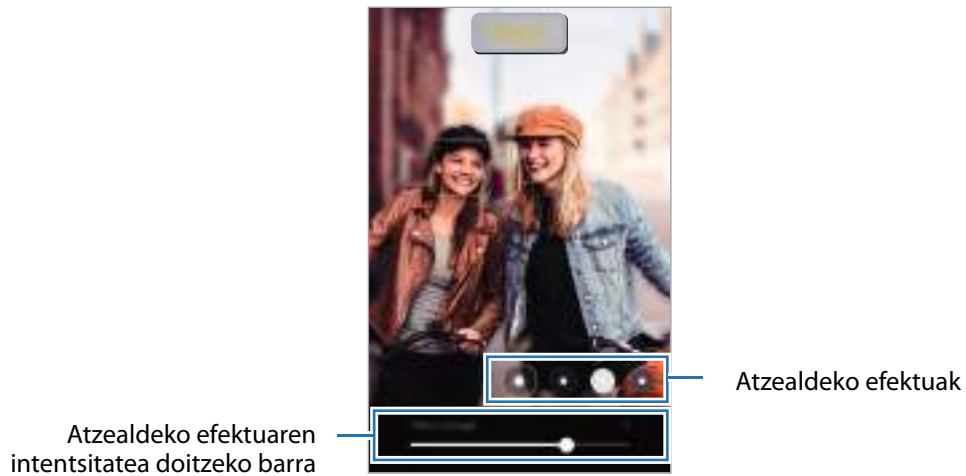 Atzealdeko efektuak
Atzealdeko efektuaren
intentsitatea doitzeko barra